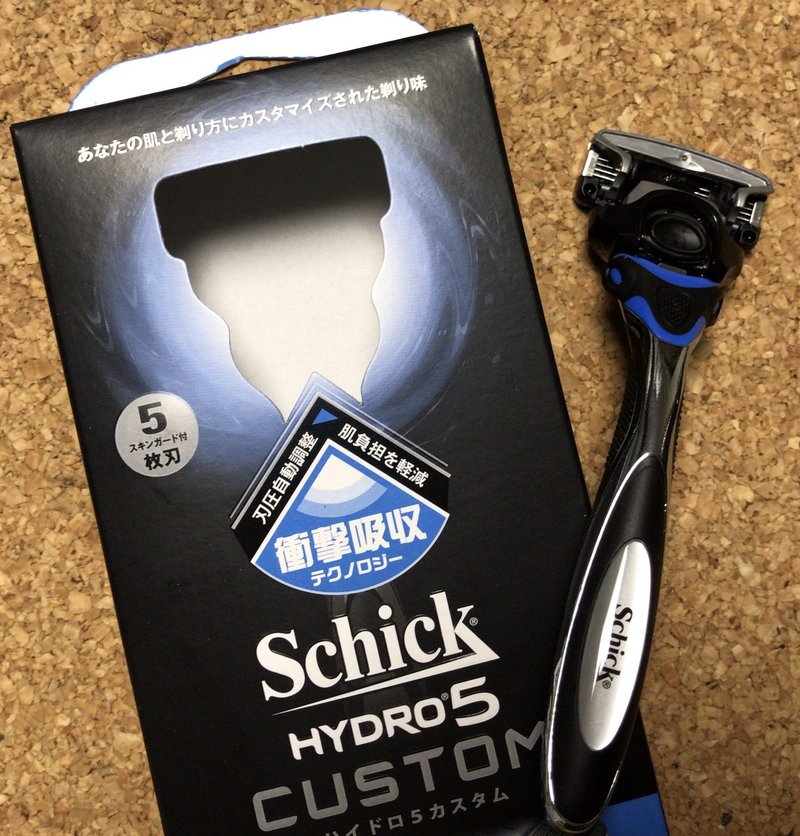 あなたの肌と剃り方にカスタマイズされた剃り味
5
スキンガード付
枚刃
刃圧自動調整
肌負担を軽減
衝撃吸収
テクノロジー
Schick®
HYDRO®5
CUSTOM
ハイドロ5カスタム
Schick®